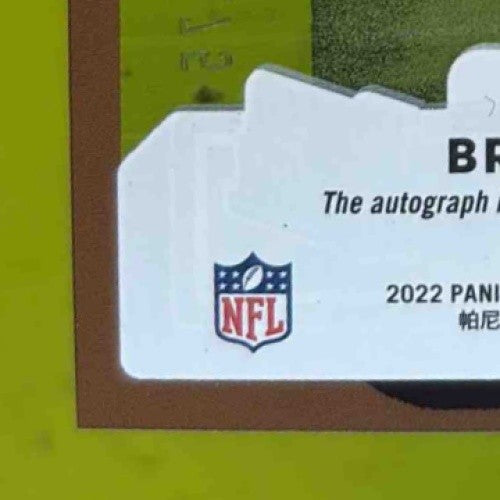 BR
The autograph
NFL
2022 PANI
帕尼